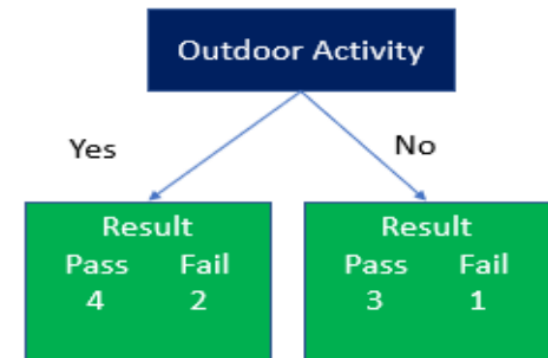 Outdoor Activity
Yes
No
Result
Pass Fail
4 2
Result
Pass Fail
3 1